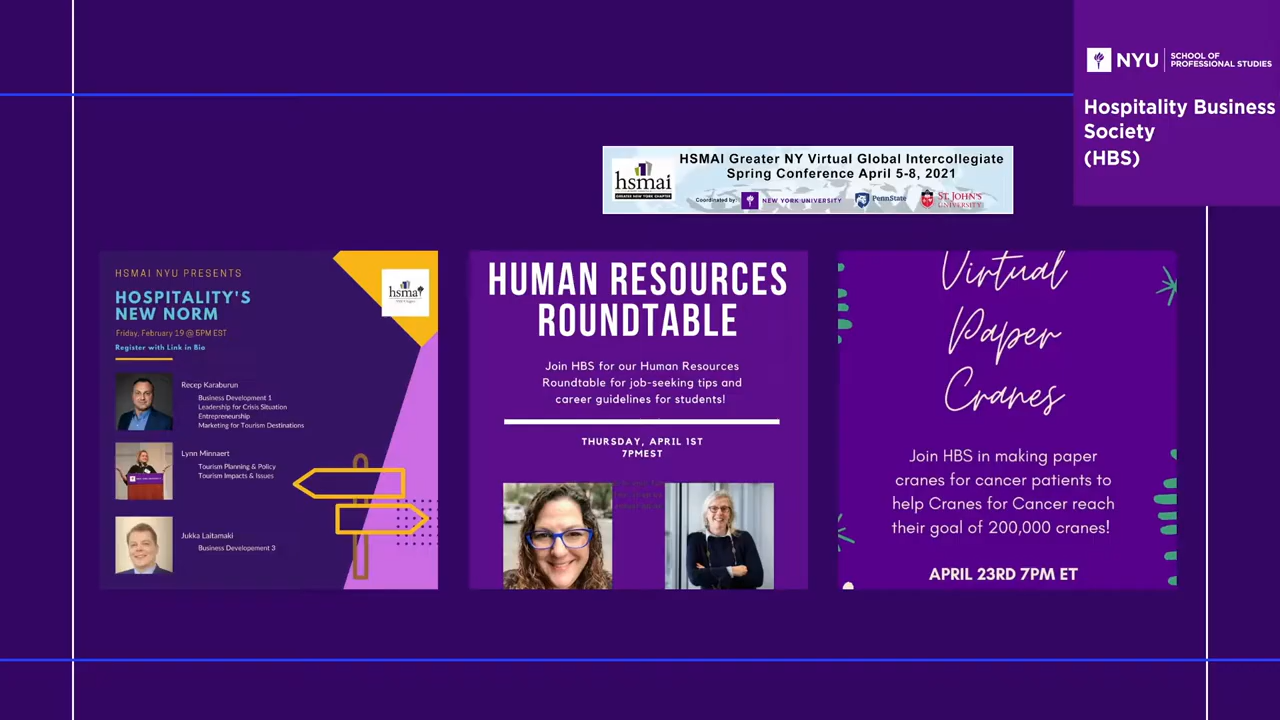 NYU SCHOOL OF PROFESSIONAL STUDIES
Hospitality Business
Society
(HBS)
hsmai
GREATER NEW YORK CHAPTER
HSMAI Greater NY Virtual Global Intercollegiate
Spring Conference April 5-8, 2021
Coordinated by: NEW YORK UNIVERSITY PennState ST. JOHN'S UNIVERSITY
HSMAI NYU PRESENTS
HOSPITALITY'S
NEW NORM
Friday, February 19 @ 5PM EST
Register with Link in Bio
hsmai
Recep Karaburun
Business Development 1
Leadership for Crisis Situation
Entrepreneurship
Marketing for Tourism Destinations
Lynn Minnaert
Tourism Planning & Policy
Tourism Impacts & Issues
Jukka Laitamaki
Business Developement 3
HUMAN RESOURCES
ROUNDTABLE
Join HBS for our Human Resources
Roundtable for job-seeking tips and
career guidelines for students!
THURSDAY, APRIL 1ST
7PMEST
Virtual
Paper
Cranes
Join HBS in making paper
cranes for cancer patients to
help Cranes for Cancer reach
their goal of 200,000 cranes!
APRIL 23RD 7PM ET